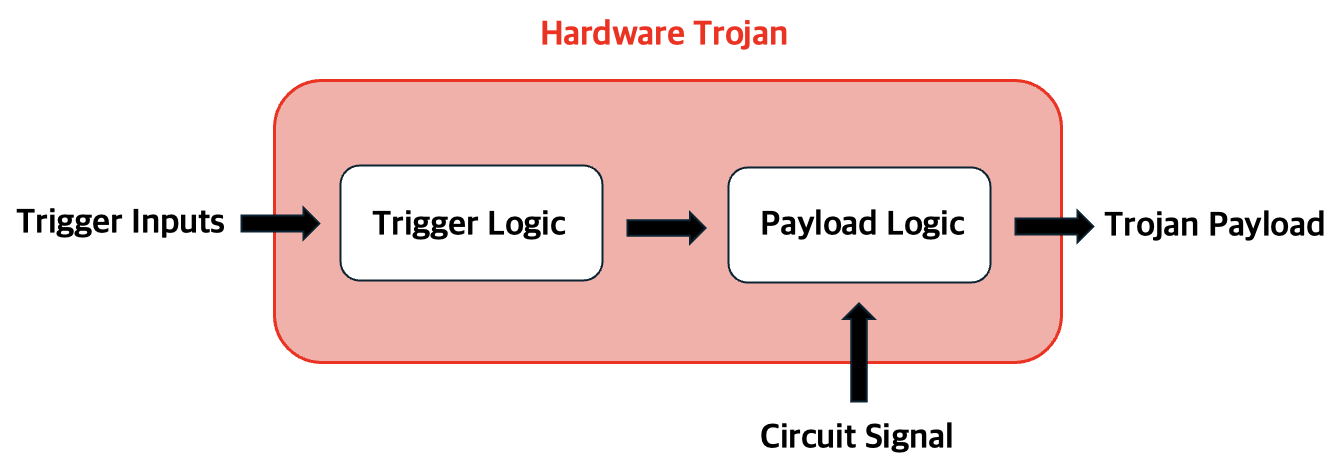 Hardware Trojan
Trigger Inputs
Trigger Logic
Payload Logic
Trojan Payload
Circuit Signal